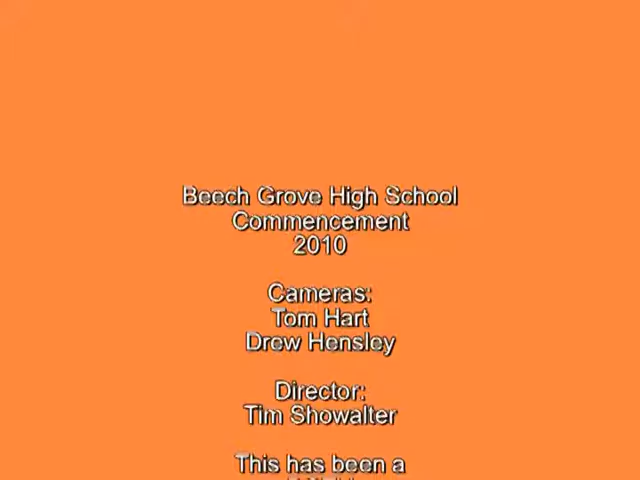 Beech Grove High School
Commencement
2010
Cameras:
Tom Hart
Drew Hensley
Director:
Tim Showalter
This has been a